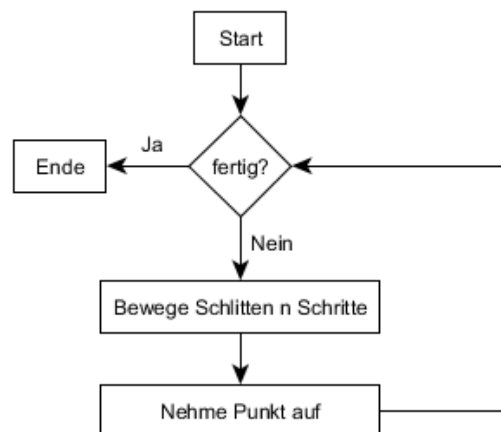 Start
Ja
Ende
fertig?
Nein
Bewege Schlitten n Schritte
Nehme Punkt auf